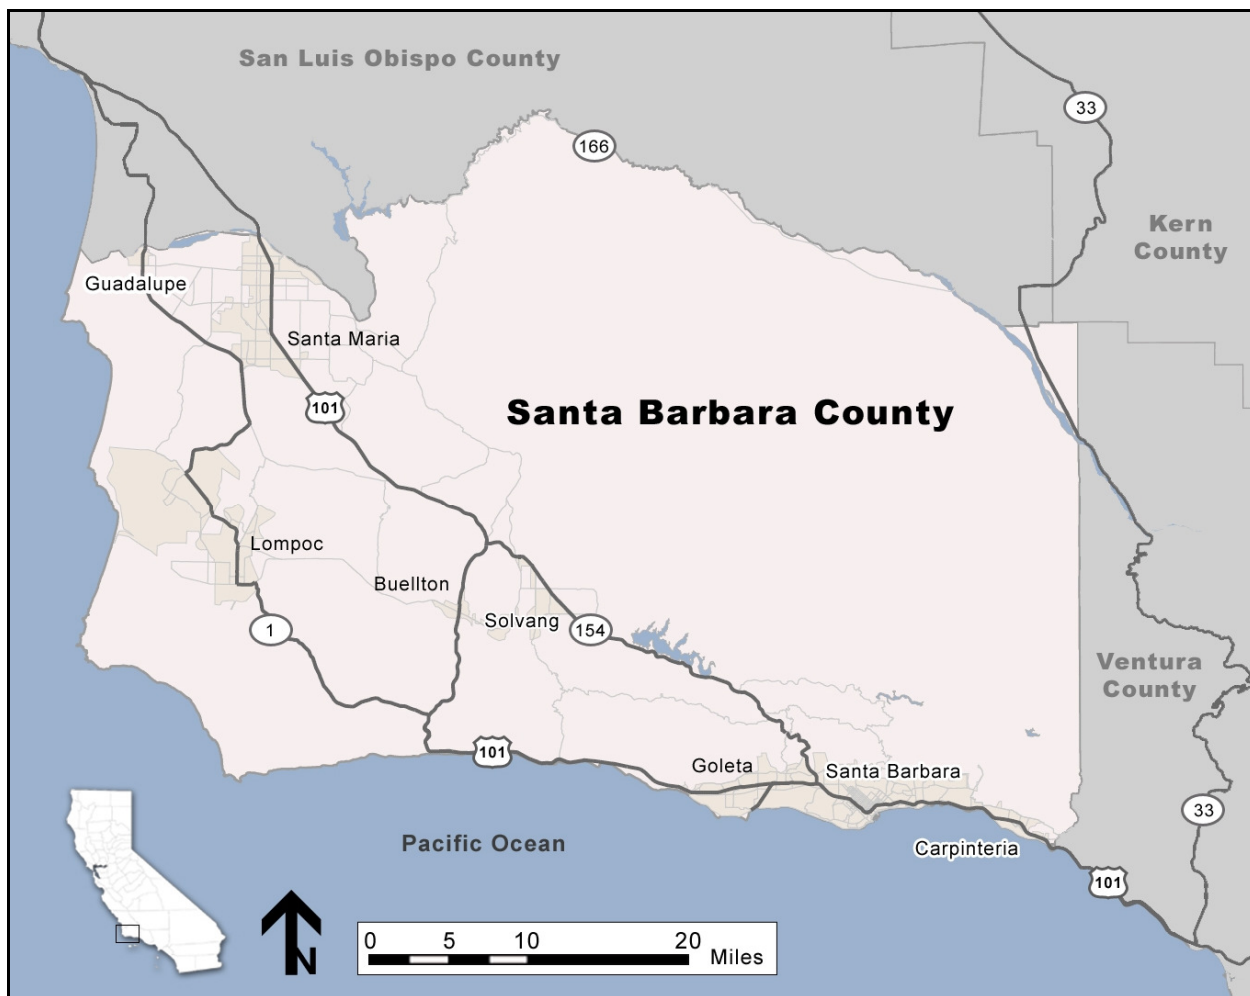 San Luis Obispo County
33
166
Kern
County
Guadalupe
Santa Maria
101
Santa Barbara County
Lompoc
Buellton
Solvang
1
154
Ventura
County
101
Goleta
Santa Barbara
33
Pacific Ocean
Carpinteria
101
N
0 5 10 20
Miles